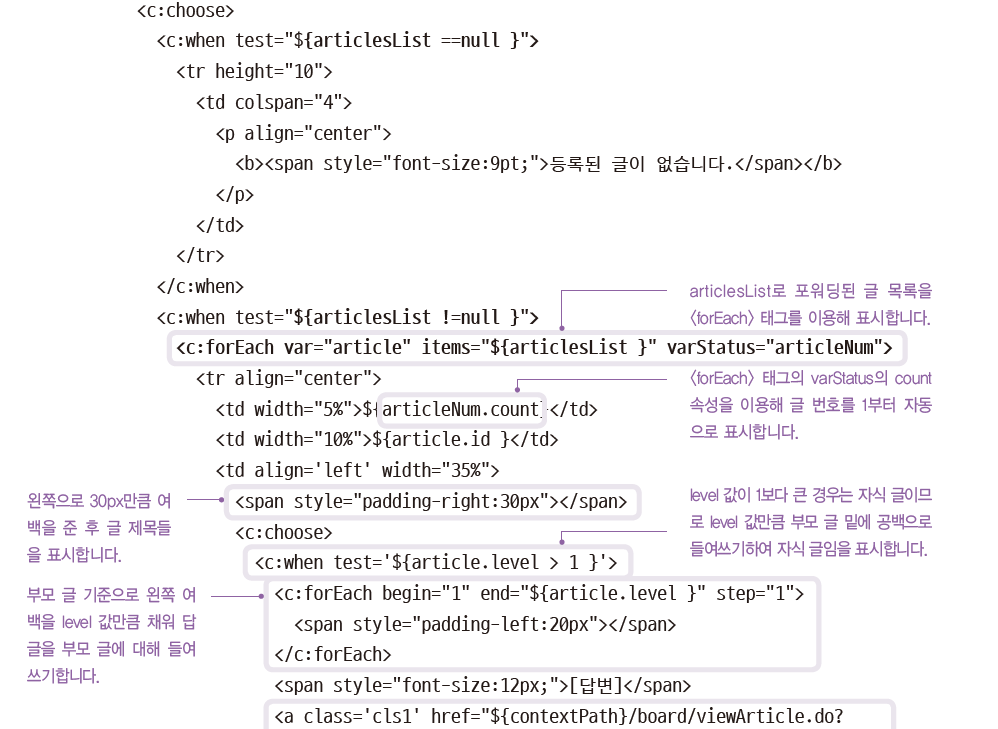 <c:choose>
<c:when test="${articlesList ==null }">
<tr height="10">
<td colspan="4">
<p align="center">
<b><span style="font-size:9pt;">등록된 글이 없습니다.</span></b>
</p>
</td>
</tr>
</c:when>
<c:when test="${articlesList !=null }">
articlesList로 포워딩된 글 목록을
〈forEach〉 태그를 이용해 표시합니다.
<c:forEach var="article" items="${articlesList }" varStatus="articleNum">
<tr align="center">
<td width="5%">${articleNum.count}</td>
〈forEach〉 태그의 varStatus의 count
속성을 이용해 글 번호를 1부터 자동
으로 표시합니다.
<td width="10%">${article.id }</td>
<td align='left' width="35%">
<span style="padding-right:30px"></span>
왼쪽으로 30px만큼 여
백을 준 후 글 제목들
을 표시합니다.
<c:choose>
level 값이 1보다 큰 경우는 자식 글이므
로 level 값만큼 부모 글 밑에 공백으로
들여쓰기하여 자식 글임을 표시합니다.
<c:when test='${article.level > 1 }'>
<c:forEach begin="1" end="${article.level }" step="1">
<span style="padding-left:20px"></span>
</c:forEach>
부모 글 기준으로 왼쪽 여
백을 level 값만큼 채워 답
글을 부모 글에 대해 들여
쓰기합니다.
<span style="font-size:12px;">[답변]</span>
<a class='cls1' href="${contextPath}/board/viewArticle.do?